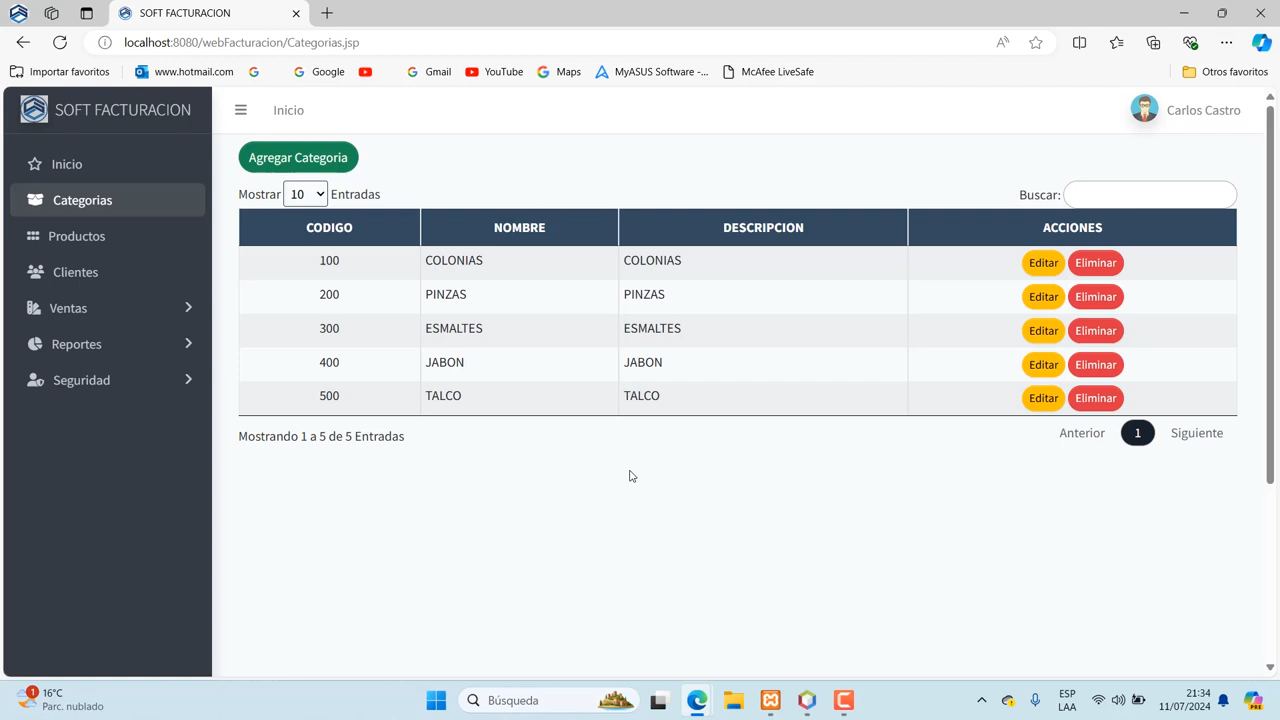 SOFT FACTURACION
localhost:8080/webFacturacion/Categorias.jsp
Importar favoritos www.hotmail.com Google Gmail YouTube Maps MyASUS Software -... McAfee LiveSafe Otros favoritos
SOFT FACTURACION Inicio Carlos Castro
Inicio
Categorias
Productos
Clientes
Ventas
Reportes
Seguridad
Agregar Categoria
Mostrar 10 Entradas Buscar:
CODIGO NOMBRE DESCRIPCION ACCIONES
100 COLONIAS COLONIAS Editar Eliminar
200 PINZAS PINZAS Editar Eliminar
300 ESMALTES ESMALTES Editar Eliminar
400 JABON JABON Editar Eliminar
500 TALCO TALCO Editar Eliminar
Mostrando 1 a 5 de 5 Entradas Anterior 1 Siguiente
1 16°C
Parc. nublado
Búsqueda
ESP
LAA
21:34
11/07/2024